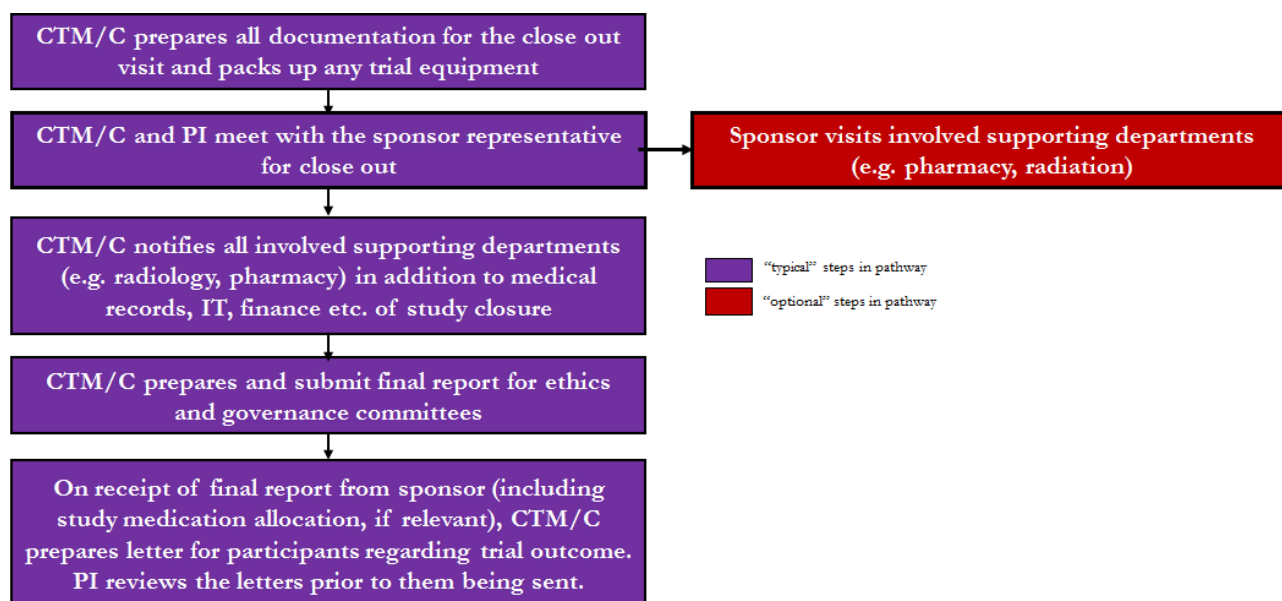 CTM/C prepares all documentation for the close out
visit and packs up any trial equipment
CTM/C and PI meet with the sponsor representative
for close out
Sponsor visits involved supporting departments
(e.g. pharmacy, radiation)
CTM/C notifies all involved supporting departments
(e.g. radiology, pharmacy) in addition to medical
records, IT, finance etc. of study closure
“typical” steps in pathway
“optional” steps in pathway
CTM/C prepares and submit final report for ethics
and governance committees
On receipt of final report from sponsor (including
study medication allocation, if relevant), CTM/C
prepares letter for participants regarding trial outcome.
PI reviews the letters prior to them being sent.